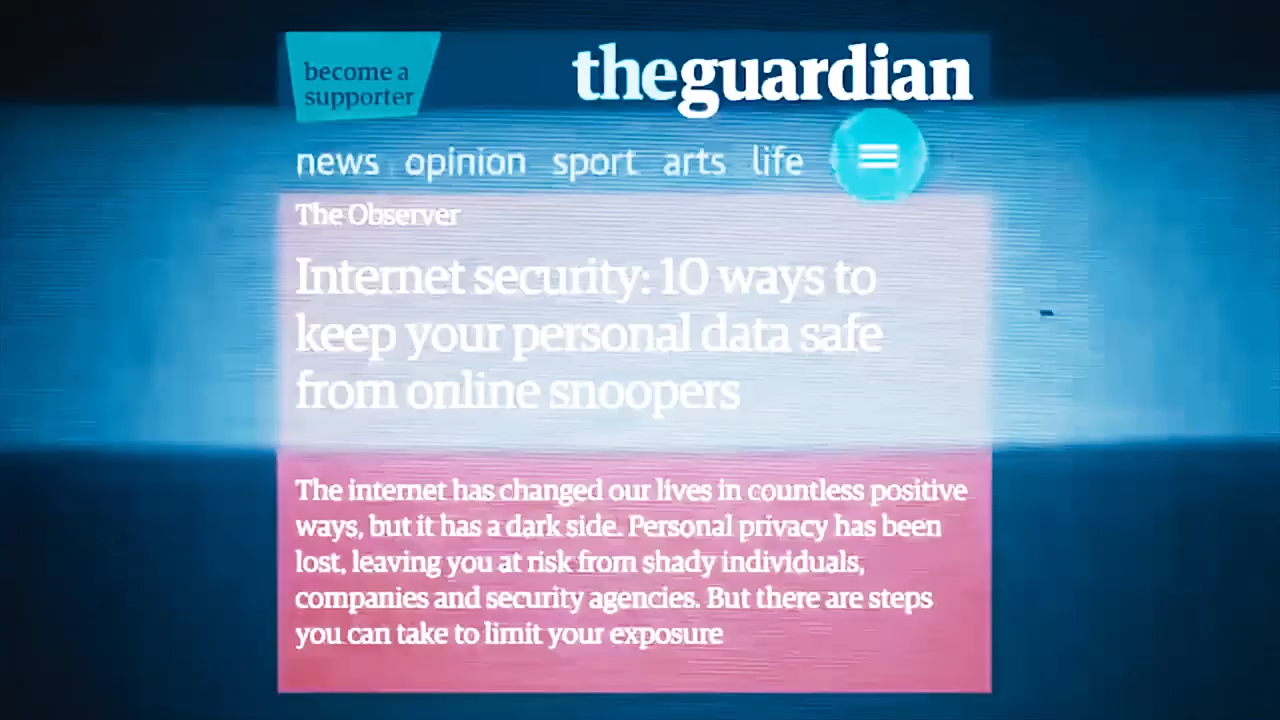 become a
supporter
theguardian
news opinion sport arts life
The Observer
Internet security: 10 ways to
keep your personal data safe
from online snoopers
The internet has changed our lives in countless positive
ways, but it has a dark side. Personal privacy has been
lost, leaving you at risk from shady individuals,
companies and security agencies. But there are steps
you can take to limit your exposure